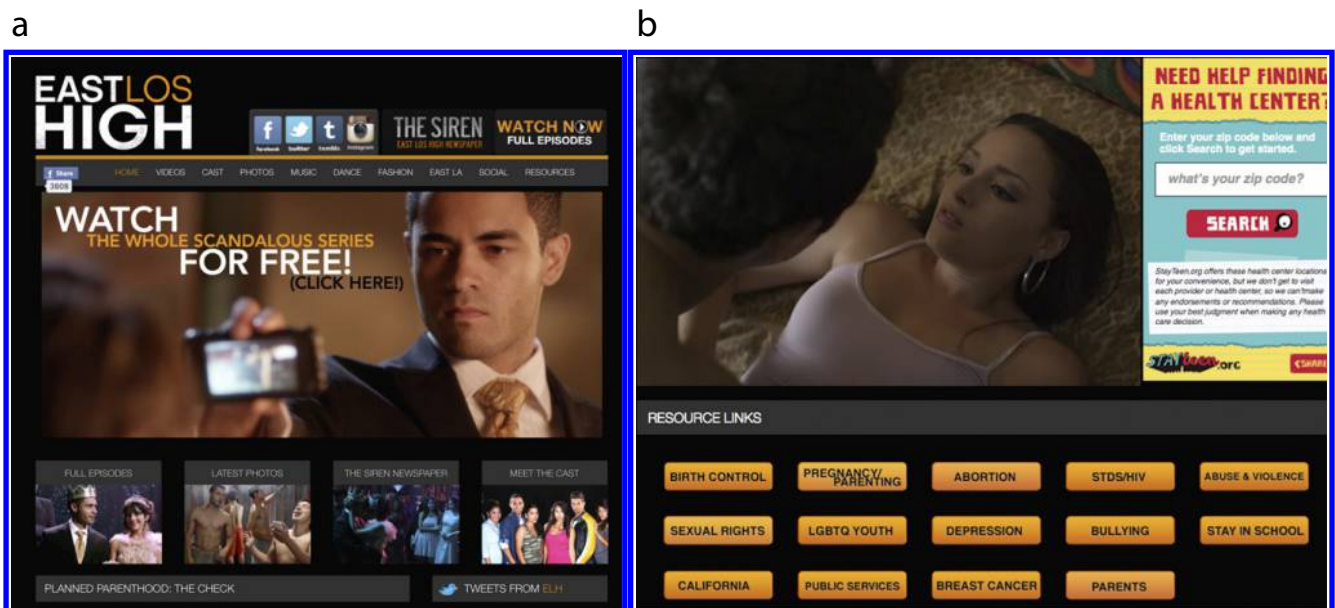 a
EASTLOS
HIGH
facebook twitter tumblr instagram
THE SIREN
EAST LOS HIGH NEWSPAPER
WATCH NOW
FULL EPISODES
f Share
3609
HOME VIDEOS CAST PHOTOS MUSIC DANCE FASHION EAST LA SOCIAL RESOURCES
WATCH
THE WHOLE SCANDALOUS SERIES
FOR FREE!
(CLICK HERE!)
FULL EPISODES LATEST PHOTOS THE SIREN NEWSPAPER MEET THE CAST
PLANNED PARENTHOOD: THE CHECK
TWEETS FROM ELH
b
NEED HELP FINDING
A HEALTH CENTER?
Enter your zip code below and
click Search to get started.
what's your zip code?
SEARCH
StayTeen.org offers these health center locations
for your convenience, but we don't get to visit
each provider or health center, so we can'tmake
any endorsements or recommendations. Please
use your best judgment when making any health
care decision.
STAYteen.org
SHARE
RESOURCE LINKS
BIRTH CONTROL PREGNANCY/ ABORTION STDS/HIV ABUSE & VIOLENCE
PARENTING
SEXUAL RIGHTS LGBTQ YOUTH DEPRESSION BULLYING STAY IN SCHOOL
CALIFORNIA PUBLIC SERVICES BREAST CANCER PARENTS